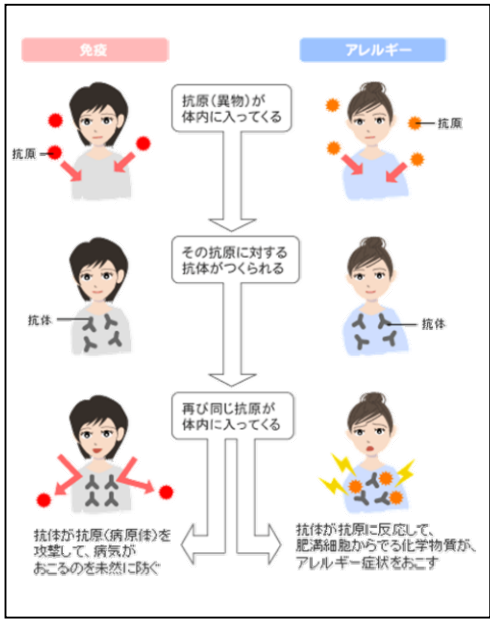 免疫
アレルギー
抗原（異物）が
体内に入ってくる
抗原
抗原
その抗原に対する
抗体がつくられる
抗体
抗体
再び同じ抗原が
体内に入ってくる
抗体が抗原（病原体）を
攻撃して、病気が
おこるのを未然に防ぐ
抗体が抗原に反応して、
肥満細胞からでる化学物質が、
アレルギー症状をおこす